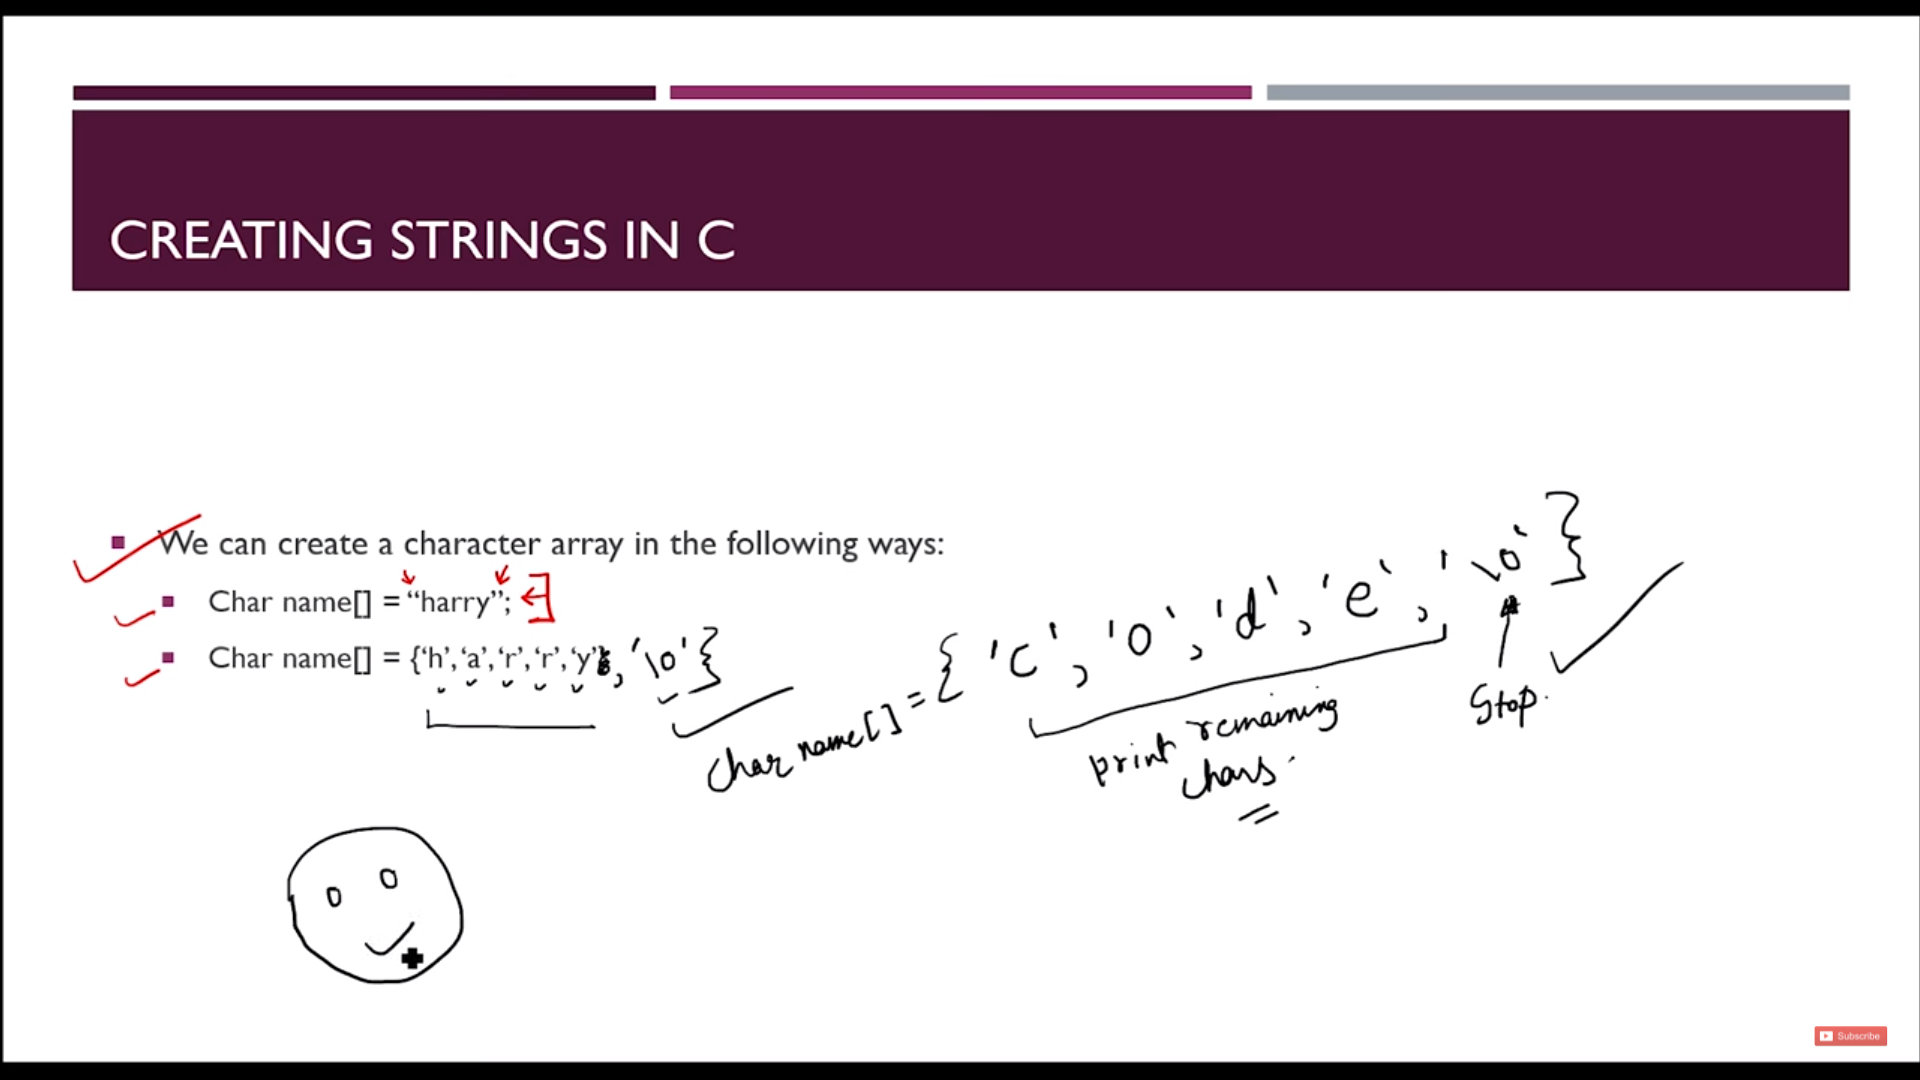 CREATING STRINGS IN C
We can create a character array in the following ways:
Char name[] = “harry”;
Char name[] = {‘h’,‘a’,‘r’,‘r’,‘y’, '\0'}
char name[] = {'c', 'o', 'd', 'e', '\0'}
Stop.
print remaining
chars.
Subscribe